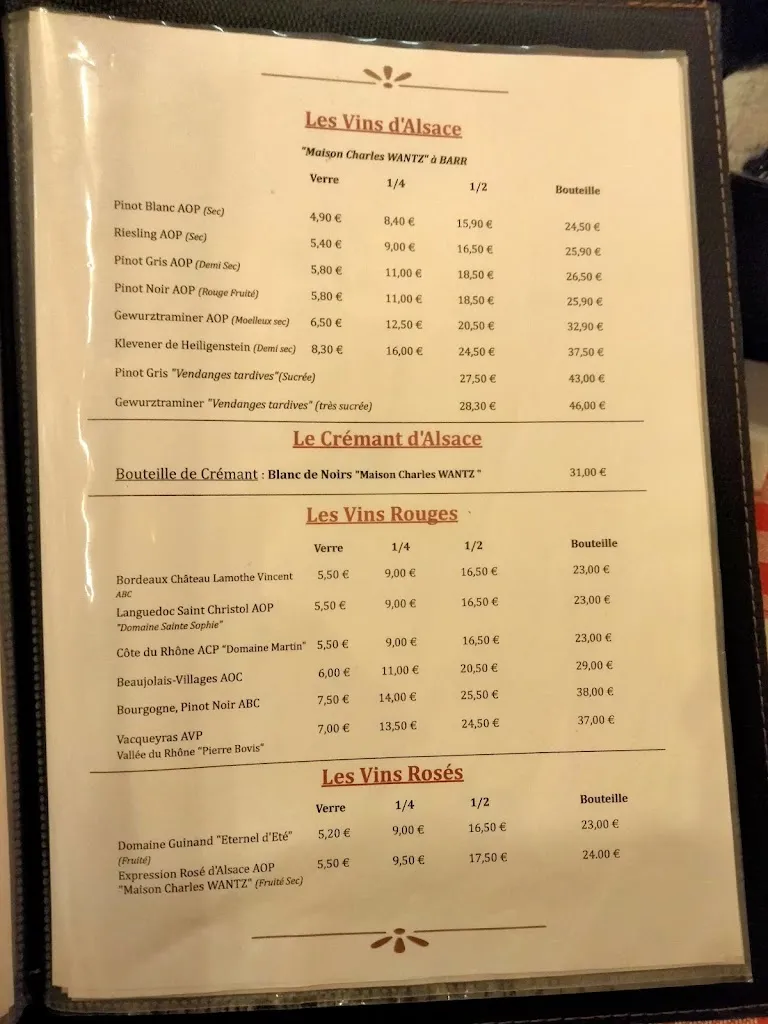 Les Vins d'Alsace
"Maison Charles WANTZ" à BARR
Verre 1/4 1/2 Bouteille
Pinot Blanc AOP (Sec) 4,90 € 8,40 € 15,90 € 24,50 €
Riesling AOP (Sec) 5,40 € 9,00 € 16,50 € 25,90 €
Pinot Gris AOP (Demi Sec) 5,80 € 11,00 € 18,50 € 26,50 €
Pinot Noir AOP (Rouge Fruité) 5,80 € 11,00 € 18,50 € 25,90 €
Gewurztraminer AOP (Moelleux sec) 6,50 € 12,50 € 20,50 € 32,90 €
Klevener de Heiligenstein (Demi sec) 8,30 € 16,00 € 24,50 € 37,50 €
Pinot Gris "Vendanges tardives"(Sucrée) 27,50 € 43,00 €
Gewurztraminer "Vendanges tardives" (très sucrée) 28,30 € 46,00 €
Le Crémant d'Alsace
Bouteille de Crémant : Blanc de Noirs "Maison Charles WANTZ " 31,00 €
Les Vins Rouges
Verre 1/4 1/2 Bouteille
Bordeaux Château Lamothe Vincent 5,50 € 9,00 € 16,50 € 23,00 €
ABC
Languedoc Saint Christol AOP 5,50 € 9,00 € 16,50 € 23,00 €
"Domaine Sainte Sophie"
Côte du Rhône ACP "Domaine Martin" 5,50 € 9,00 € 16,50 € 23,00 €
Beaujolais-Villages AOC 6,00 € 11,00 € 20,50 € 29,00 €
Bourgogne, Pinot Noir ABC 7,50 € 14,00 € 25,50 € 38,00 €
Vacqueyras AVP 7,00 € 13,50 € 24,50 € 37,00 €
Vallée du Rhône "Pierre Bovis"
Les Vins Rosés
Verre 1/4 1/2 Bouteille
Domaine Guinand "Eternel d'Eté" 5,20 € 9,00 € 16,50 € 23,00 €
(Fruité)
Expression Rosé d'Alsace AOP 5,50 € 9,50 € 17,50 € 24.00 €
"Maison Charles WANTZ" (Fruité Sec)